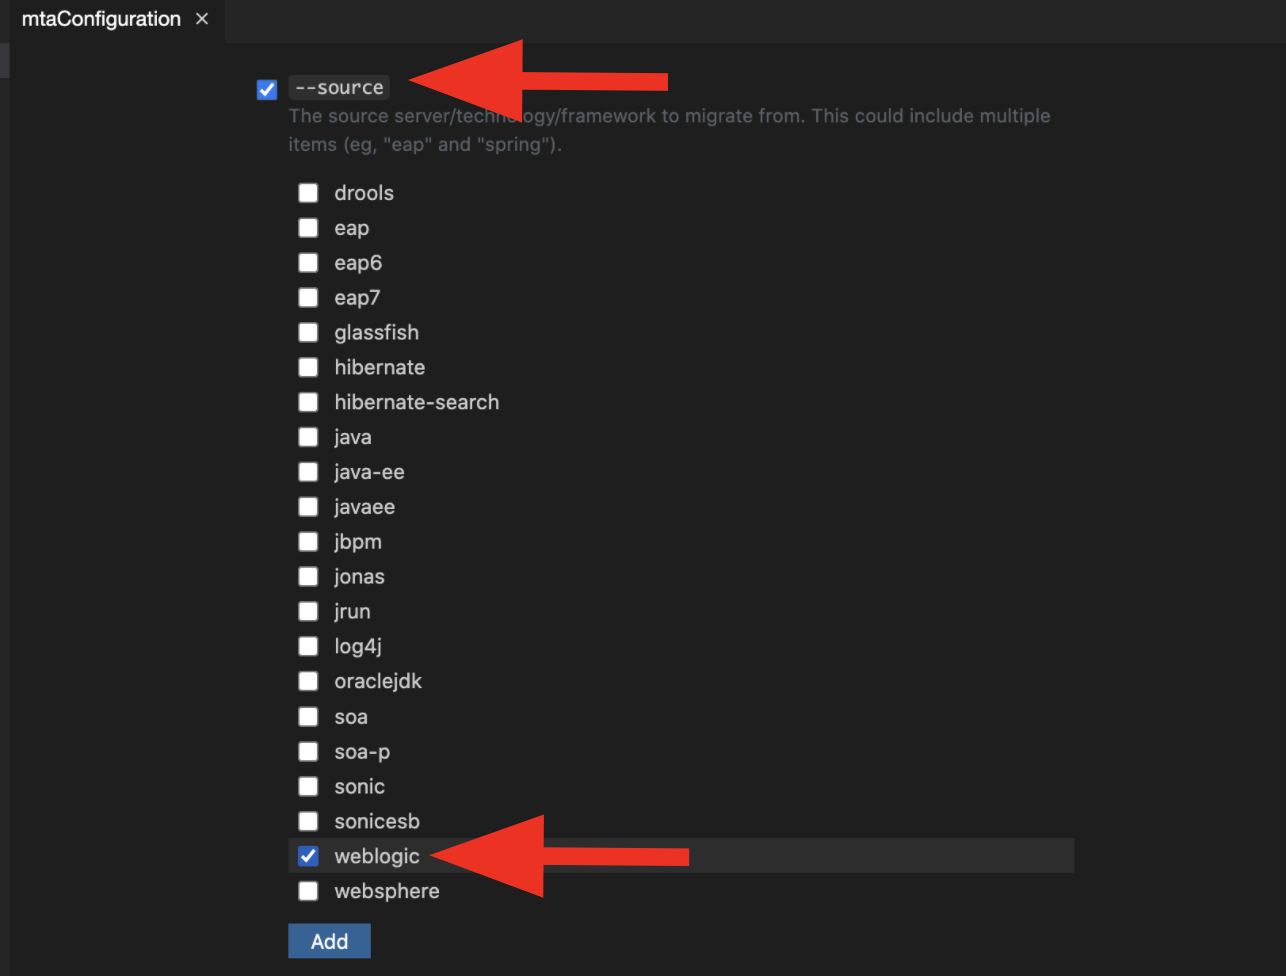 mtaConfiguration ×
--source
The source server/technology/framework to migrate from. This could include multiple
items (eg, "eap" and "spring").
drools
eap
eap6
eap7
glassfish
hibernate
hibernate-search
java
java-ee
javaee
jbpm
jonas
jrun
log4j
oraclejdk
soa
soa-p
sonic
sonicesb
weblogic
websphere
Add